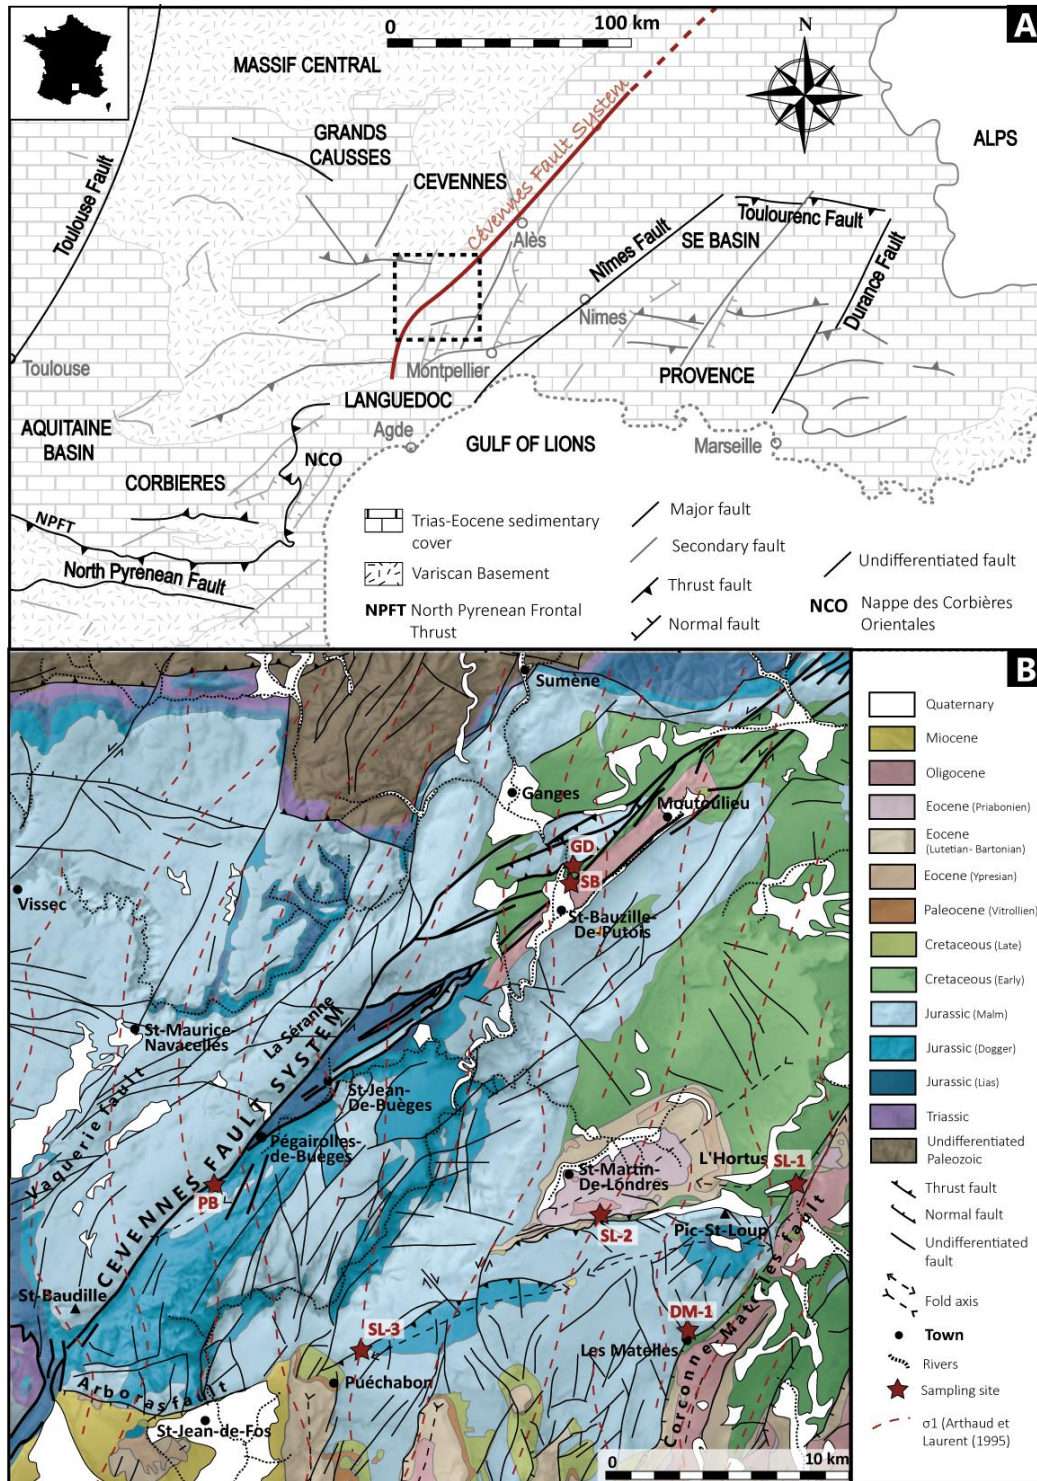 A
0
100 km
N
MASSIF CENTRAL
GRANDS
CAUSSES
CEVENNES
Cévennes Fault System
ALPS
Toulouse Fault
Alès
Nîmes Fault
Toulourenc Fault
SE BASIN
Durance Fault
Nimes
Toulouse
Montpellier
PROVENCE
LANGUEDOC
AQUITAINE
BASIN
Agde
GULF OF LIONS
Marseille
NCO
CORBIERES
NPFT
North Pyrenean Fault
Trias-Eocene sedimentary
cover
Variscan Basement
NPFT North Pyrenean Frontal
Thrust
Major fault
Secondary fault
Thrust fault
Normal fault
Undifferentiated fault
NCO Nappe des Corbières
Orientales
B
Sumène
Ganges
Moutoulieu
GD
SB
St-Bauzille-
De-Putois
Vissec
St-Maurice-
Navacelles
La Séranne
St-Jean-
De-Buèges
Pégairolles-
de-Buèges
Vaquerie fault
CEVENNES FAULT SYSTEM
PB
St-Martin-
De-Londres
L'Hortus
SL-1
SL-2
Pic-St-Loup
St-Baudille
SL-3
DM-1
Les Matelles
Corconne-Matelles fault
Puéchabon
Arboras fault
St-Jean-de-Fos
0
10 km
Quaternary
Miocene
Oligocene
Eocene (Priabonien)
Eocene
(Lutetian- Bartonian)
Eocene (Ypresian)
Paleocene (Vitrollien)
Cretaceous (Late)
Cretaceous (Early)
Jurassic (Malm)
Jurassic (Dogger)
Jurassic (Lias)
Triassic
Undifferentiated
Paleozoic
Thrust fault
Normal fault
Undifferentiated
fault
Fold axis
Town
Rivers
Sampling site
σ1 (Arthaud et
Laurent (1995)